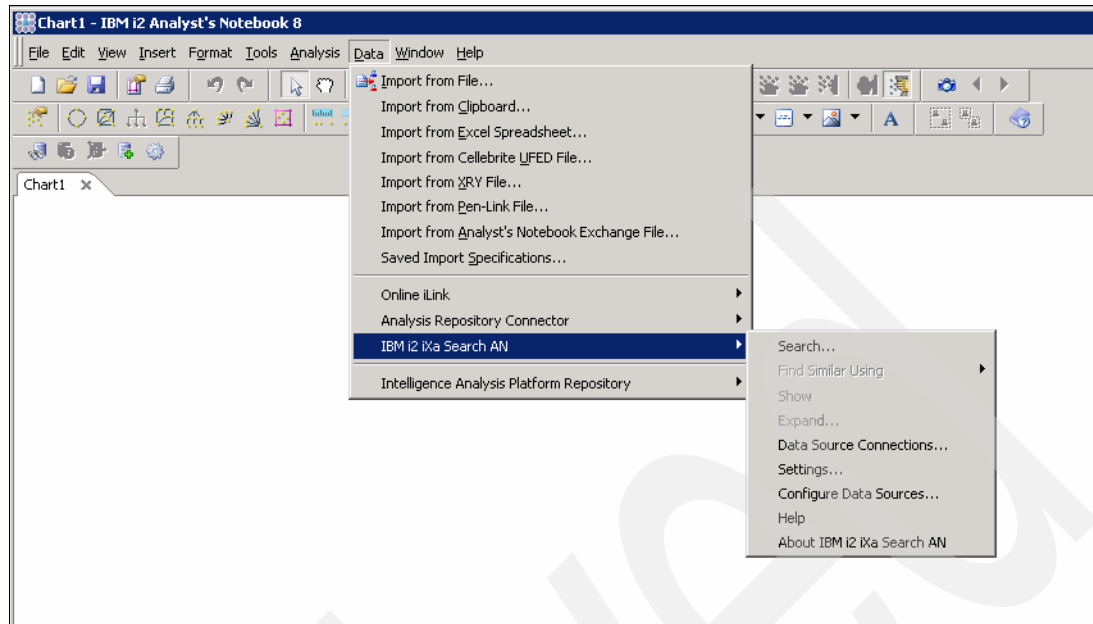 Chart1 - IBM i2 Analyst's Notebook 8
File Edit View Insert Format Tools Analysis Data Window Help
Chart1
Import from File...
Import from Clipboard...
Import from Excel Spreadsheet...
Import from Cellebrite UFED File...
Import from XRY File...
Import from Pen-Link File...
Import from Analyst's Notebook Exchange File...
Saved Import Specifications...
Online iLink
Analysis Repository Connector
IBM i2 iXa Search AN
Intelligence Analysis Platform Repository
Search...
Find Similar Using
Show
Expand...
Data Source Connections...
Settings...
Configure Data Sources...
Help
About IBM i2 iXa Search AN